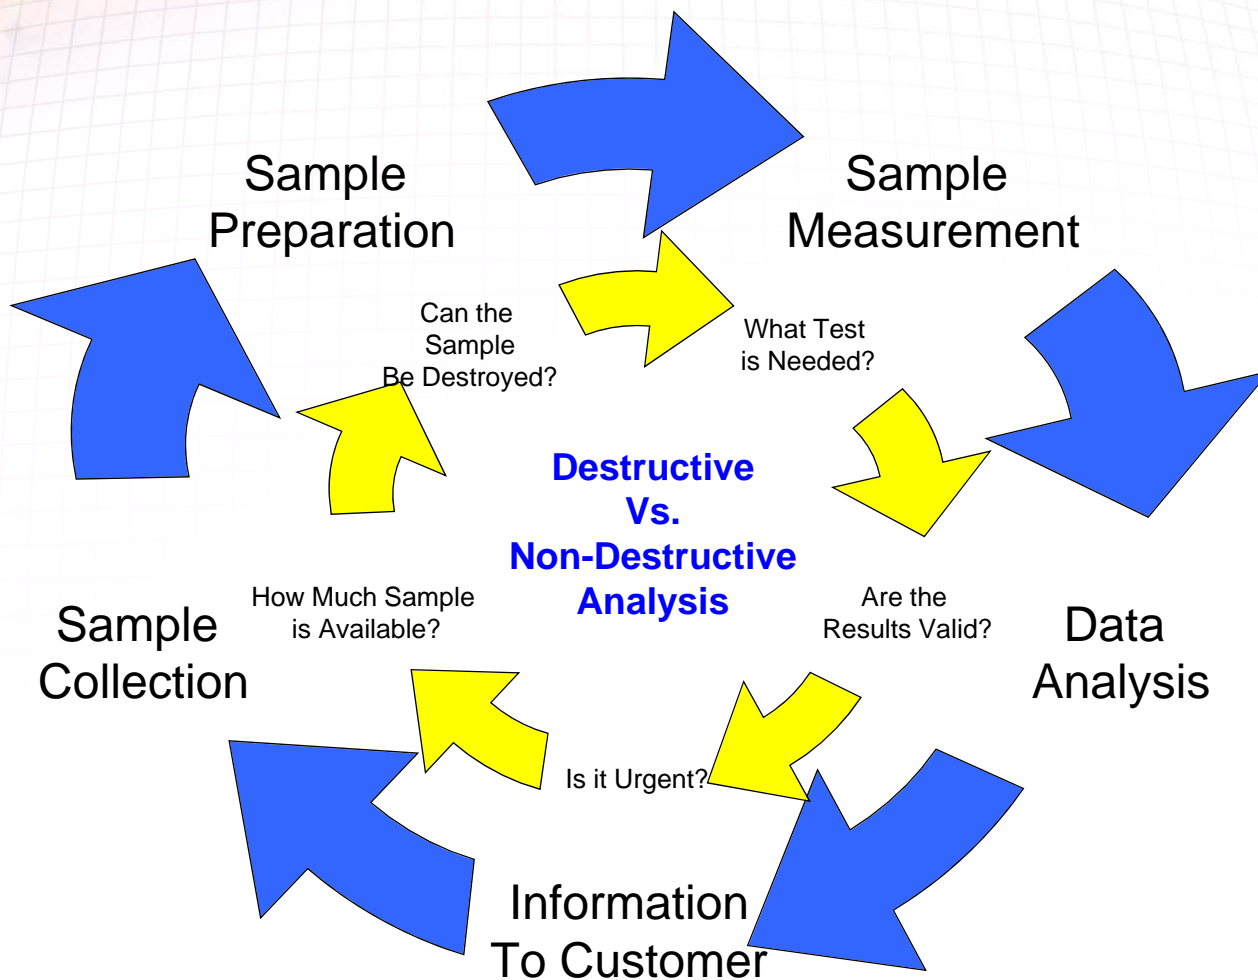 Sample
Preparation
Sample
Measurement
Can the
Sample
Be Destroyed?
What Test
is Needed?
Destructive
Vs.
Non-Destructive
Analysis
How Much Sample
is Available?
Are the
Results Valid?
Sample
Collection
Data
Analysis
Is it Urgent?
Information
To Customer